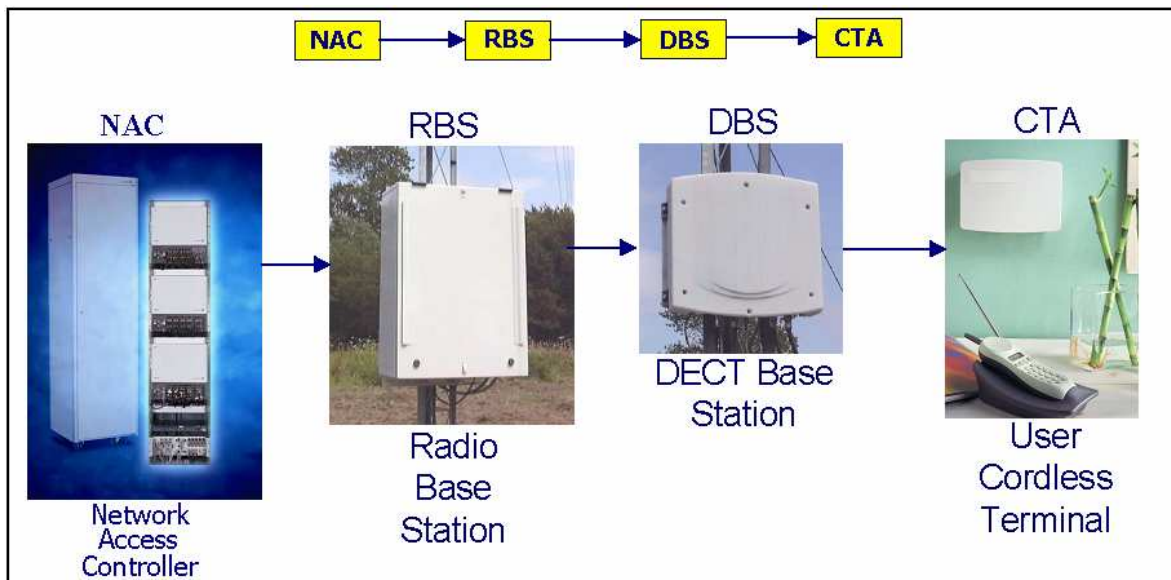 NAC RBS DBS CTA
NAC
RBS
DBS
CTA
Network
Access
Controller
Radio
Base
Station
DECT Base
Station
User
Cordless
Terminal